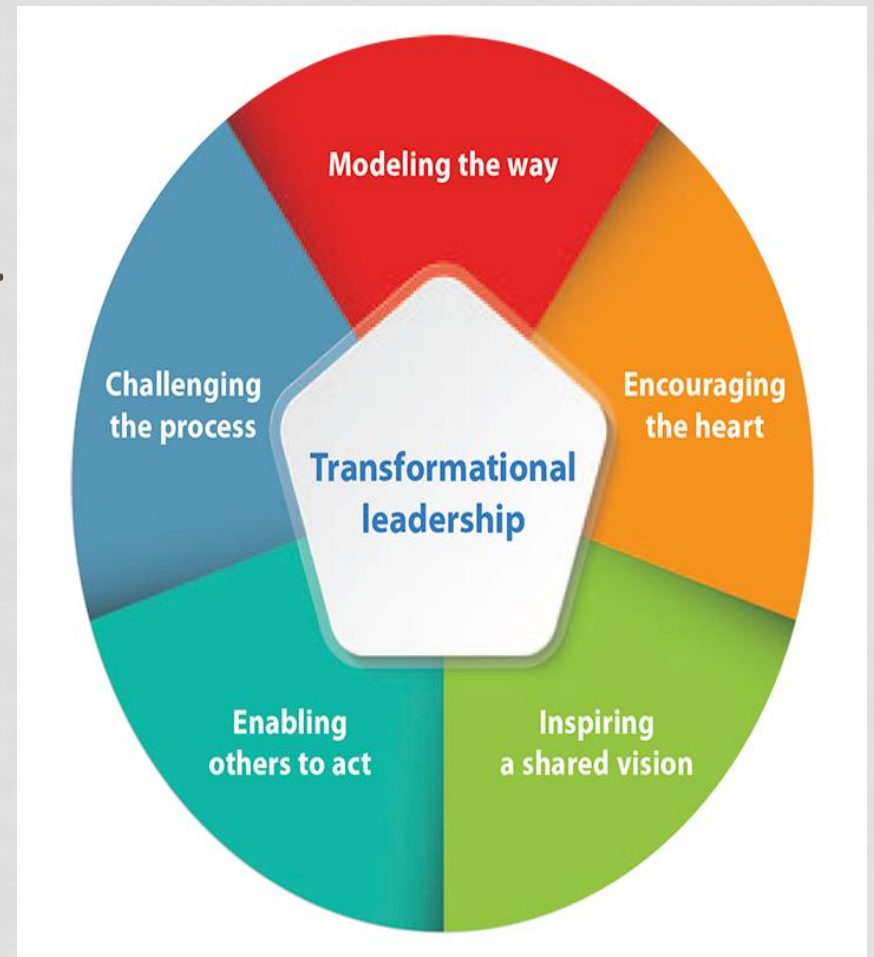 Modeling the way
Challenging
the process
Encouraging
the heart
Transformational
leadership
Enabling
others to act
Inspiring
a shared vision